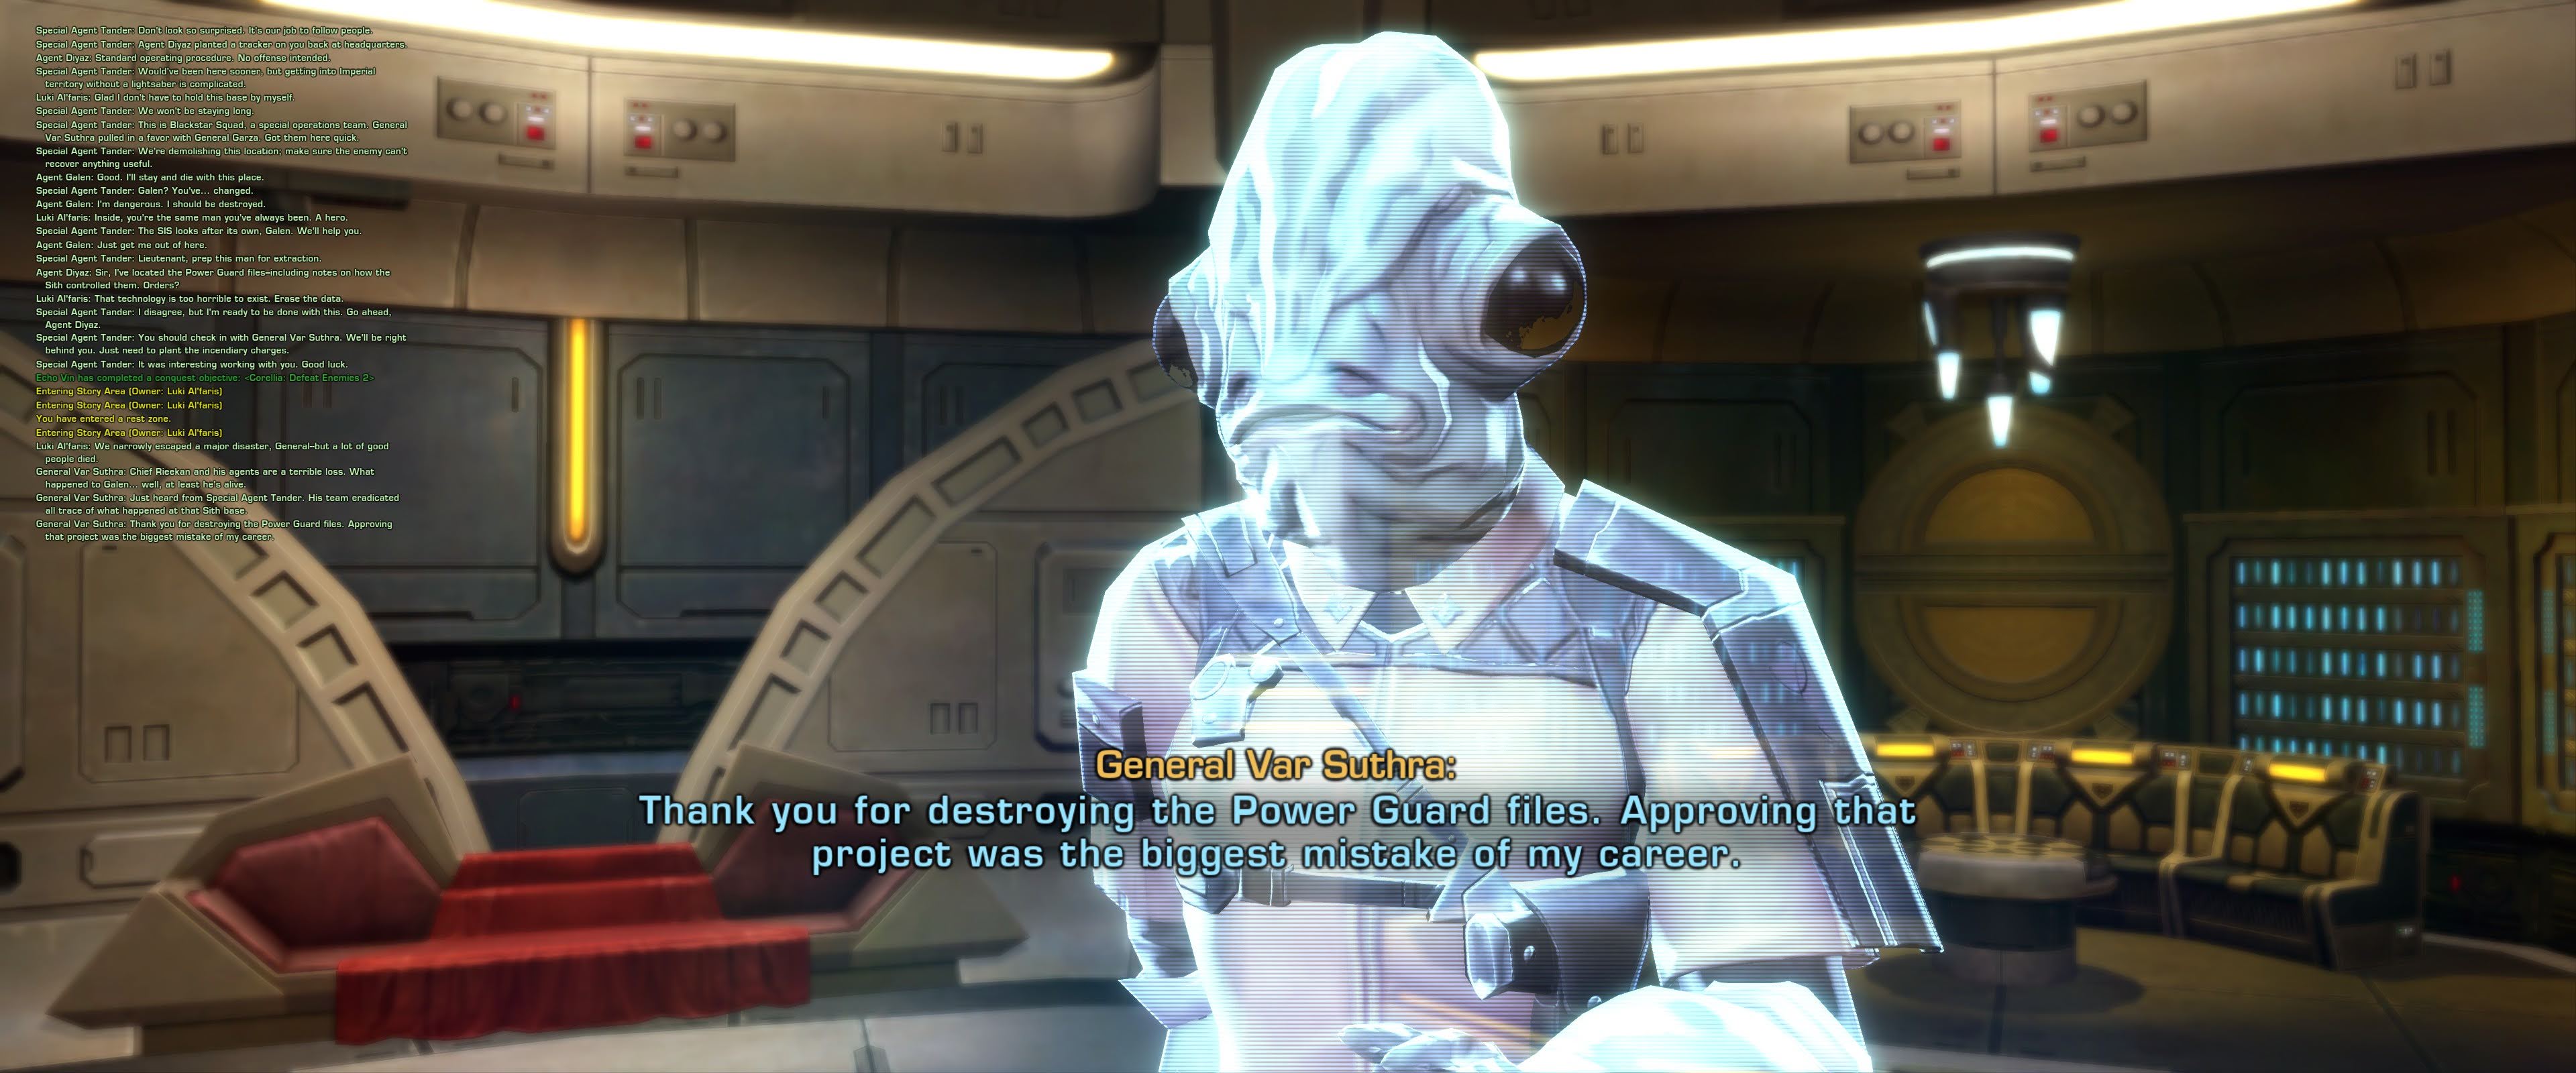 Special Agent Tander: Don't look so surprised. It's our job to follow people.
Special Agent Tander: Agent Diyaz planted a tracker on you back at headquarters.
Agent Diyaz: Standard operating procedure. No offense intended.
Special Agent Tander: Would've been here sooner, but getting into Imperial
territory without a lightsaber is complicated.
Luki Al'faris: Glad I don't have to hold this base by myself.
Special Agent Tander: We won't be staying long.
Special Agent Tander: This is Blackstar Squad, a special operations team. General
Var Suthra pulled in a favor with General Garza. Got them here quick.
Special Agent Tander: We're demolishing this location; make sure the enemy can't
recover anything useful.
Agent Galen: Good. I'll stay and die with this place.
Special Agent Tander: Galen? You've... changed.
Agent Galen: I'm dangerous. I should be destroyed.
Luki Al'faris: Inside, you're the same man you've always been. A hero.
Special Agent Tander: The SIS looks after its own, Galen. We'll help you.
Agent Galen: Just get me out of here.
Special Agent Tander: Lieutenant, prep this man for extraction.
Agent Diyaz: Sir, I've located the Power Guard files–including notes on how the
Sith controlled them. Orders?
Luki Al'faris: That technology is too horrible to exist. Erase the data.
Special Agent Tander: I disagree, but I'm ready to be done with this. Go ahead,
Agent Diyaz.
Special Agent Tander: You should check in with General Var Suthra. We'll be right
behind you. Just need to plant the incendiary charges.
Special Agent Tander: It was interesting working with you. Good luck.
Echo Vin has completed a conquest objective: <Corellia: Defeat Enemies 2>
Entering Story Area (Owner: Luki Al'faris)
Entering Story Area (Owner: Luki Al'faris)
You have entered a rest zone.
Entering Story Area (Owner: Luki Al'faris)
Luki Al'faris: We narrowly escaped a major disaster, General–but a lot of good
people died.
General Var Suthra: Chief Rieekan and his agents are a terrible loss. What
happened to Galen... well, at least he's alive.
General Var Suthra: Just heard from Special Agent Tander. His team eradicated
all trace of what happened at that Sith base.
General Var Suthra: Thank you for destroying the Power Guard files. Approving
that project was the biggest mistake of my career.
General Var Suthra:
Thank you for destroying the Power Guard files. Approving that
project was the biggest mistake of my career.